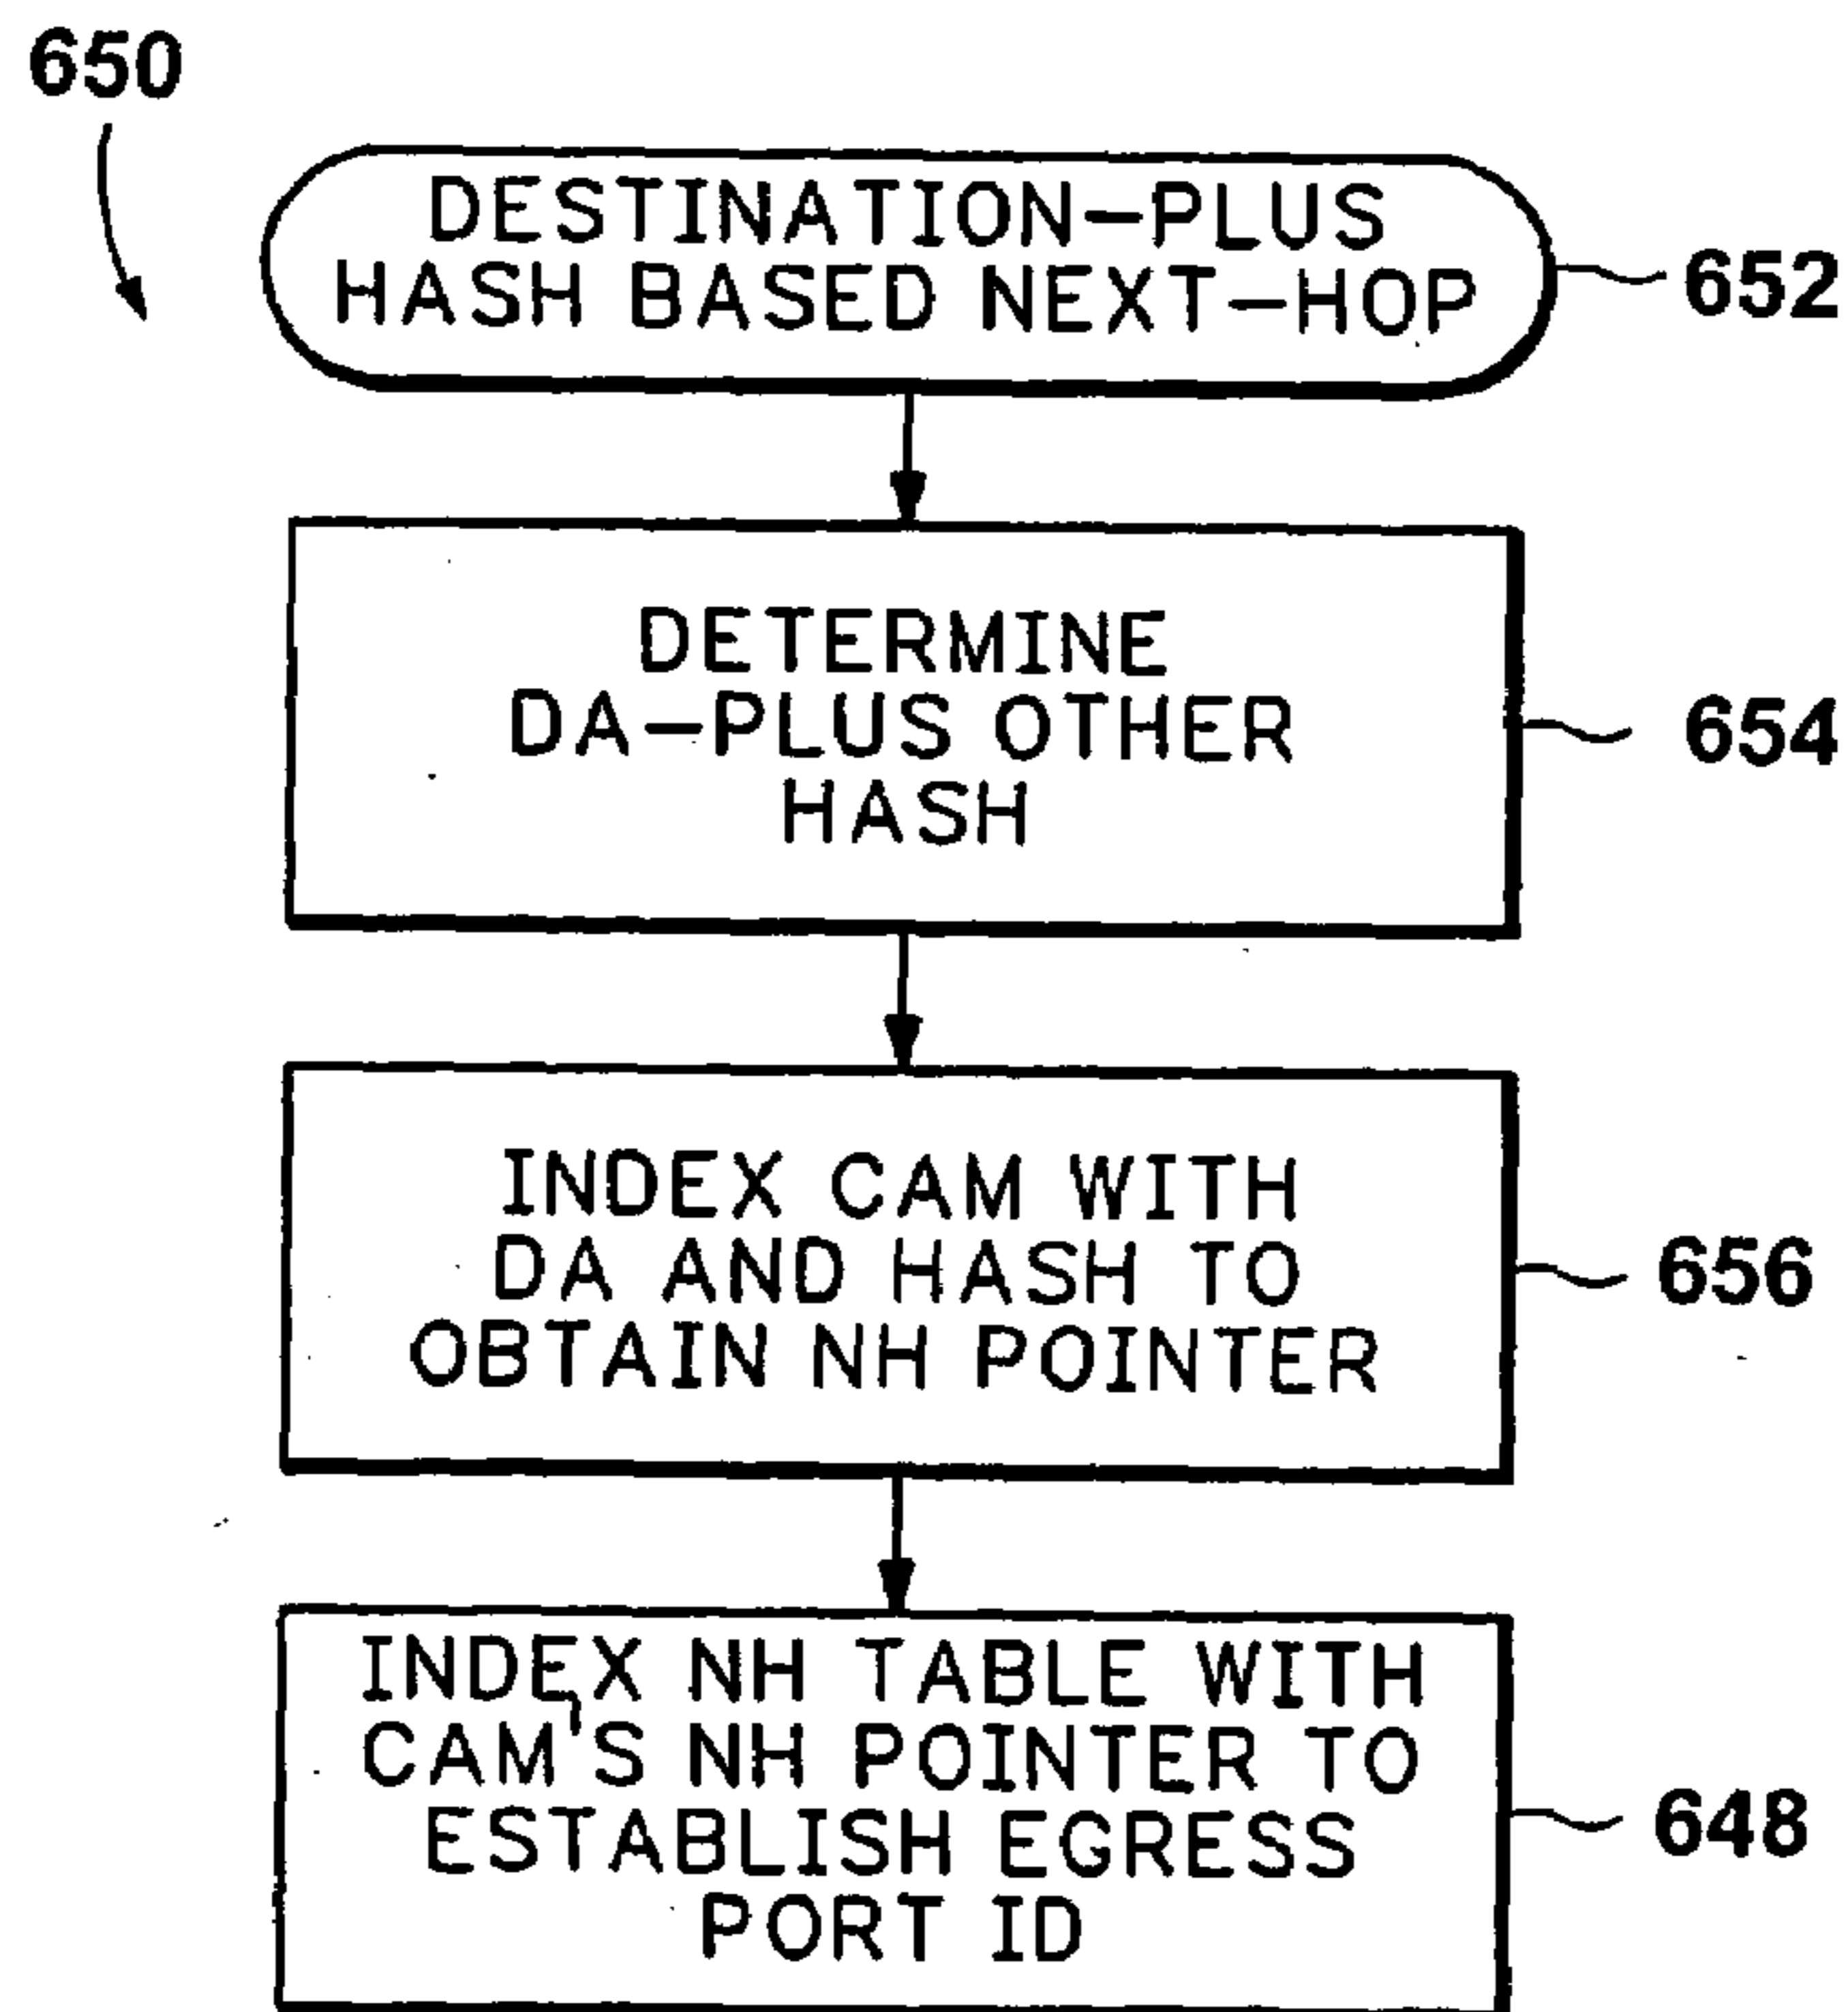 650
DESTINATION-PLUS
HASH BASED NEXT-HOP
652
DETERMINE
DA-PLUS OTHER
HASH
654
INDEX CAM WITH
DA AND HASH TO
OBTAIN NH POINTER
656
INDEX NH TABLE WITH
CAM'S NH POINTER TO
ESTABLISH EGRESS
PORT ID
648